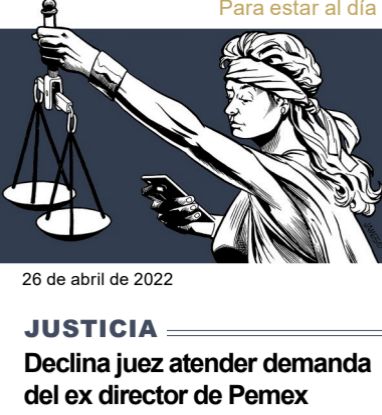 Para estar al día
26 de abril de 2022
JUSTICIA
Declina juez atender demanda
del ex director de Pemex